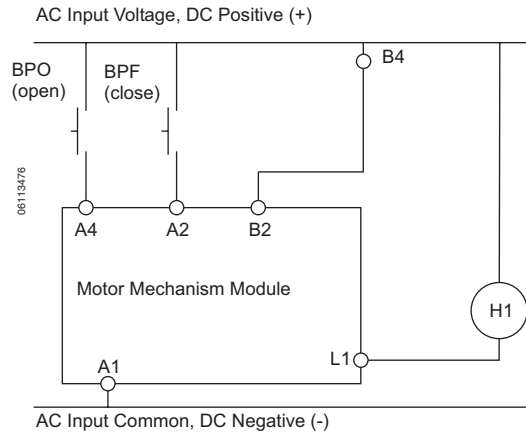 AC Input Voltage, DC Positive (+)
BPO
(open)
BPF
(close)
B4
06113476
A4
A2
B2
Motor Mechanism Module
H1
L1
A1
AC Input Common, DC Negative (-)